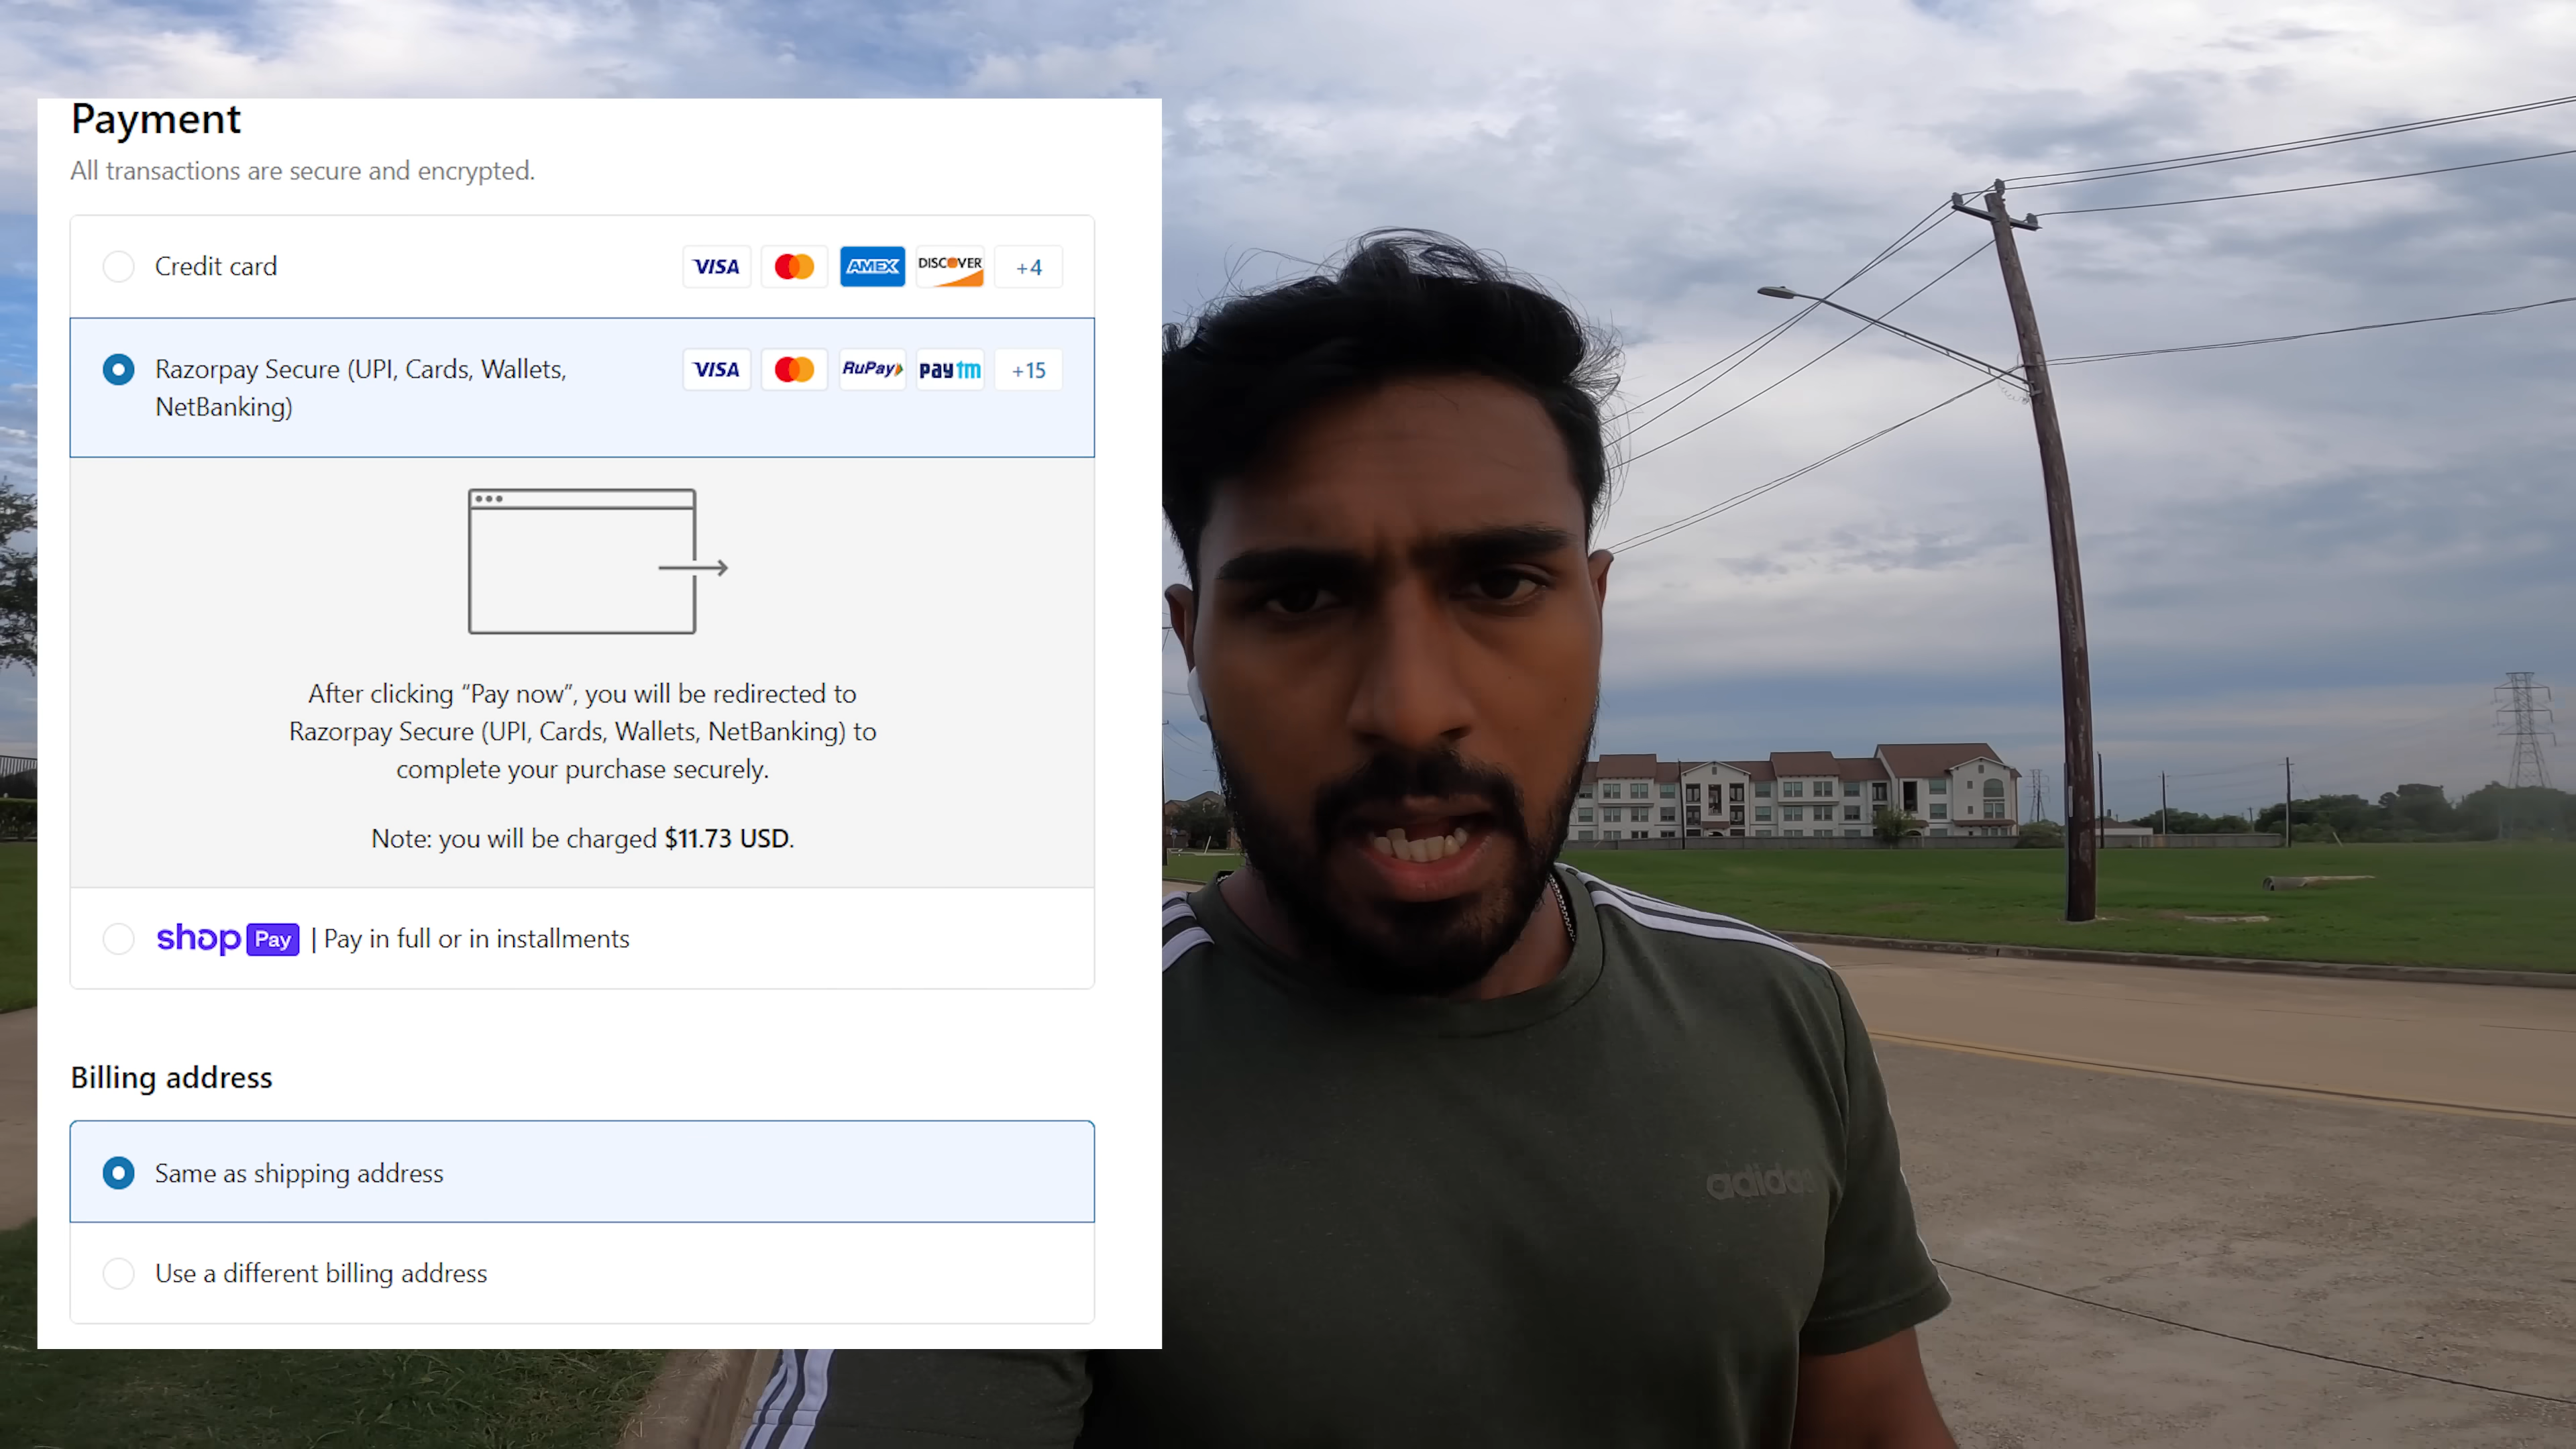 Payment
All transactions are secure and encrypted.
Credit card VISA AMEX DISCOVER +4
Razorpay Secure (UPI, Cards, Wallets, VISA RuPay paytm +15
NetBanking)
After clicking “Pay now”, you will be redirected to
Razorpay Secure (UPI, Cards, Wallets, NetBanking) to
complete your purchase securely.
Note: you will be charged $11.73 USD.
shop Pay | Pay in full or in installments
Billing address
Same as shipping address
Use a different billing address
adidas